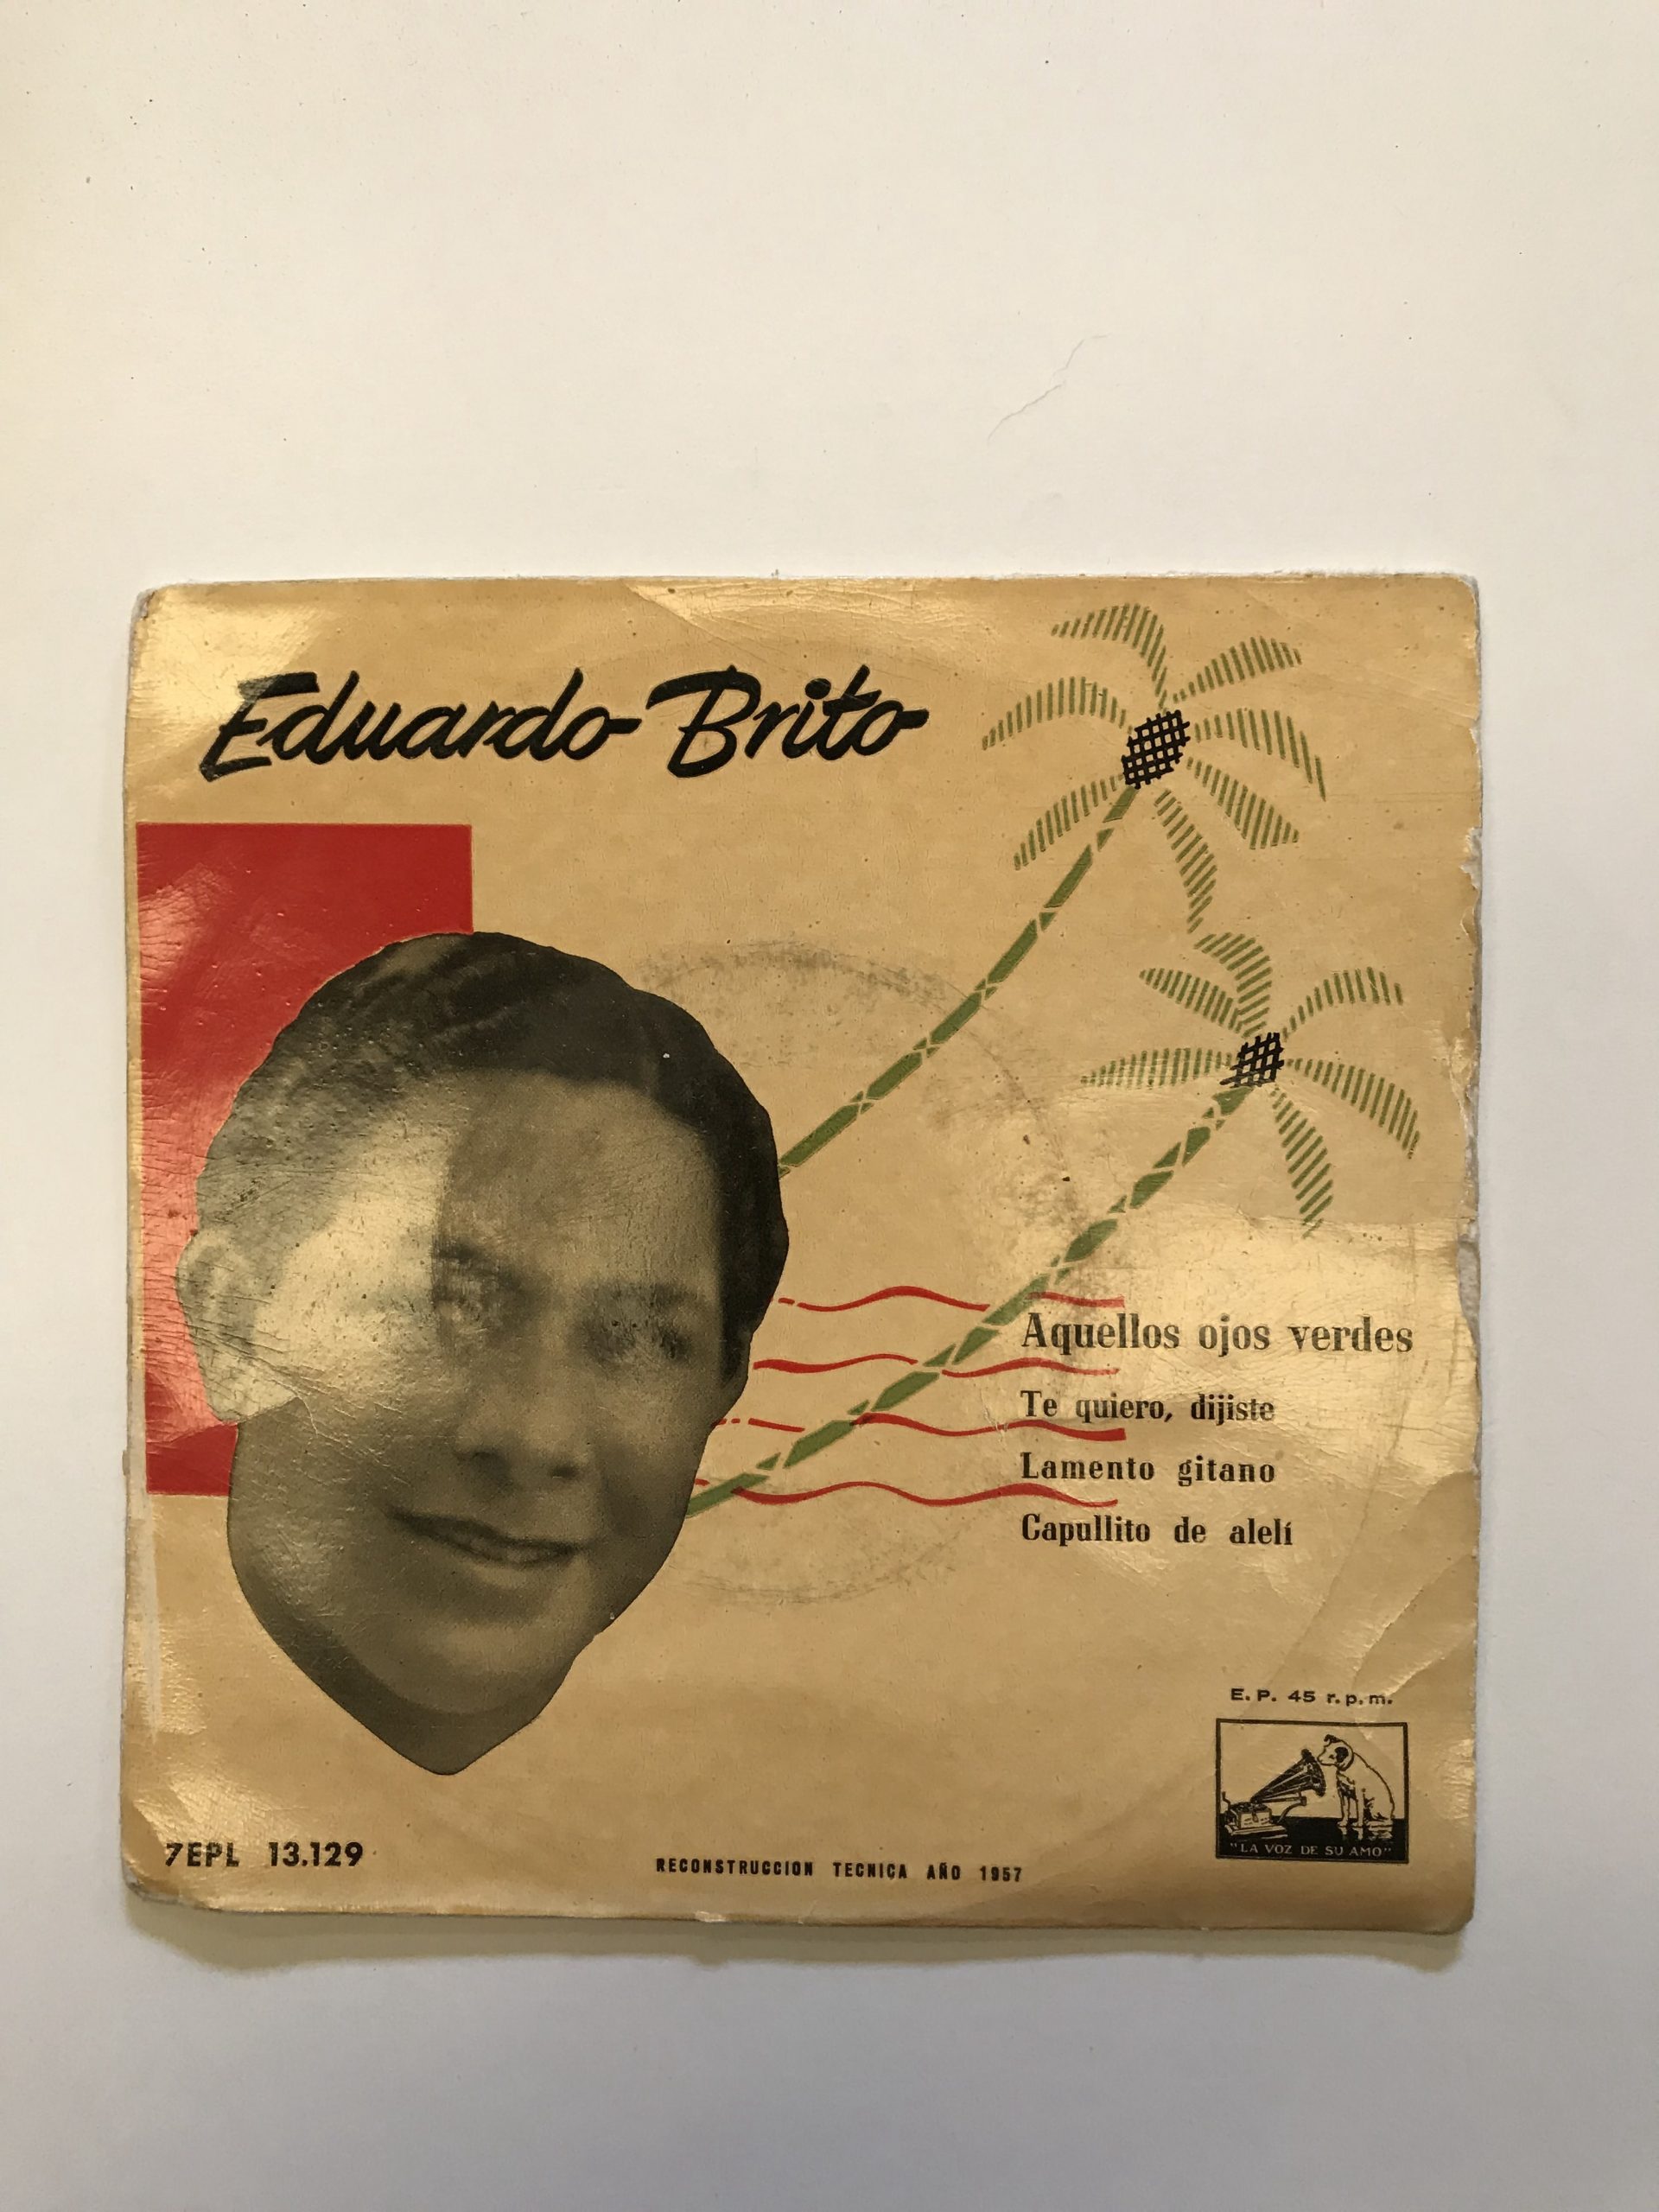 Eduardo Brito
Aquellos ojos verdes
Te quiero, dijiste
Lamento gitano
Capullito de alelí
E.P. 45 r.p.m.
"LA VOZ DE SU AMO"
7EPL 13.129
RECONSTRUCCION TECNICA AÑO 1957